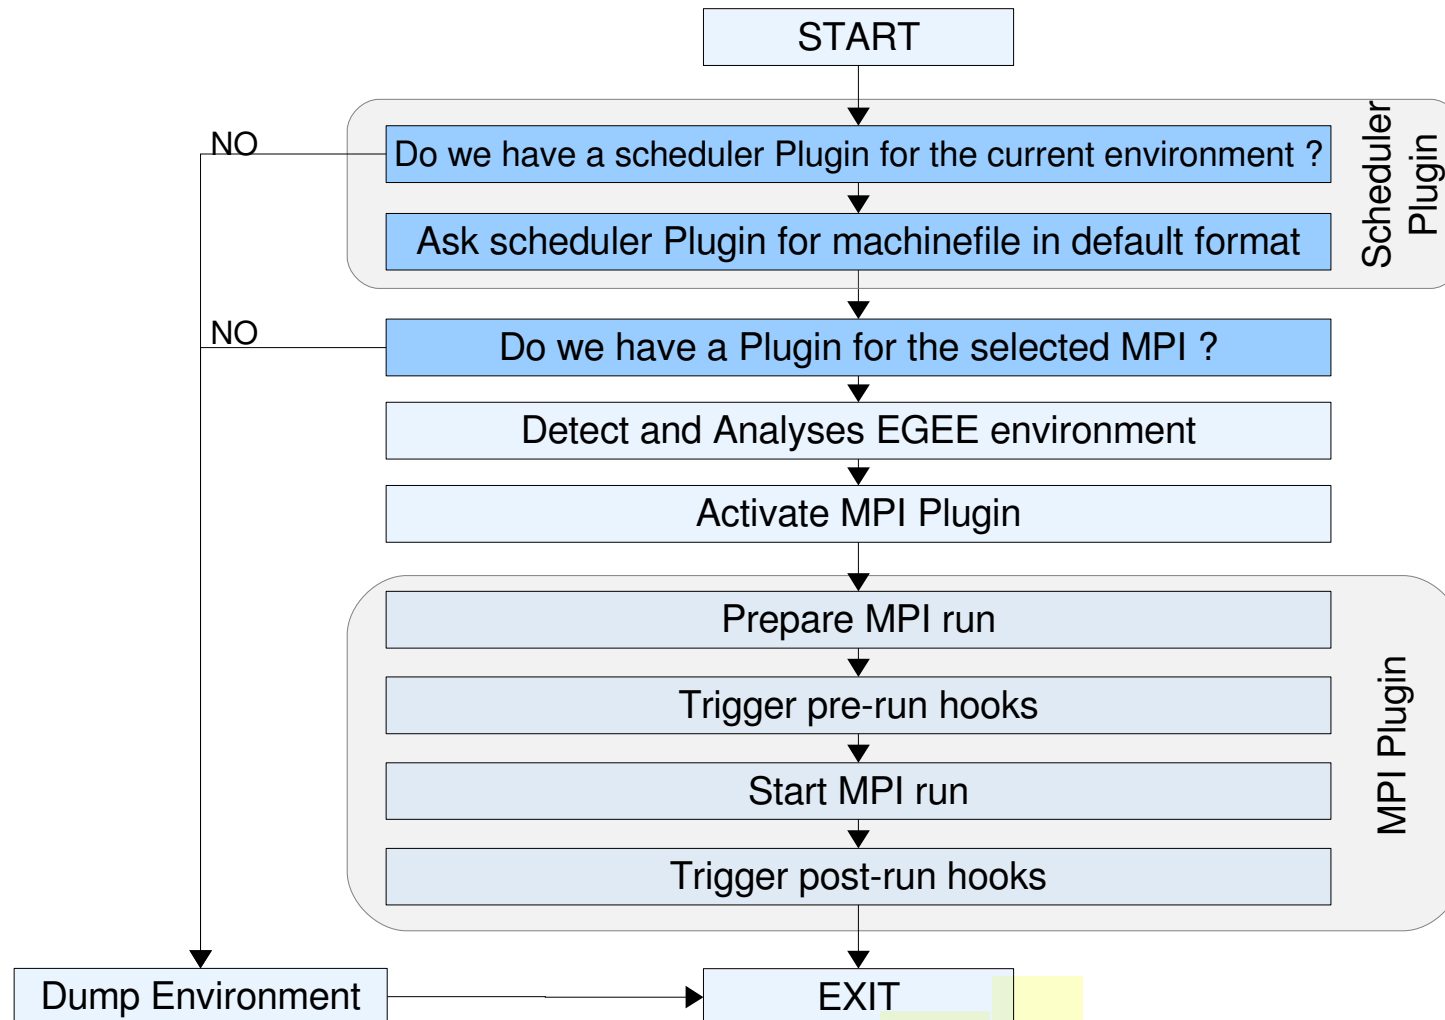 START
NO
Do we have a scheduler Plugin for the current environment ?
Ask scheduler Plugin for machinefile in default format
Scheduler
Plugin
NO
Do we have a Plugin for the selected MPI ?
Detect and Analyses EGEE environment
Activate MPI Plugin
Prepare MPI run
Trigger pre-run hooks
Start MPI run
Trigger post-run hooks
MPI Plugin
Dump Environment
EXIT